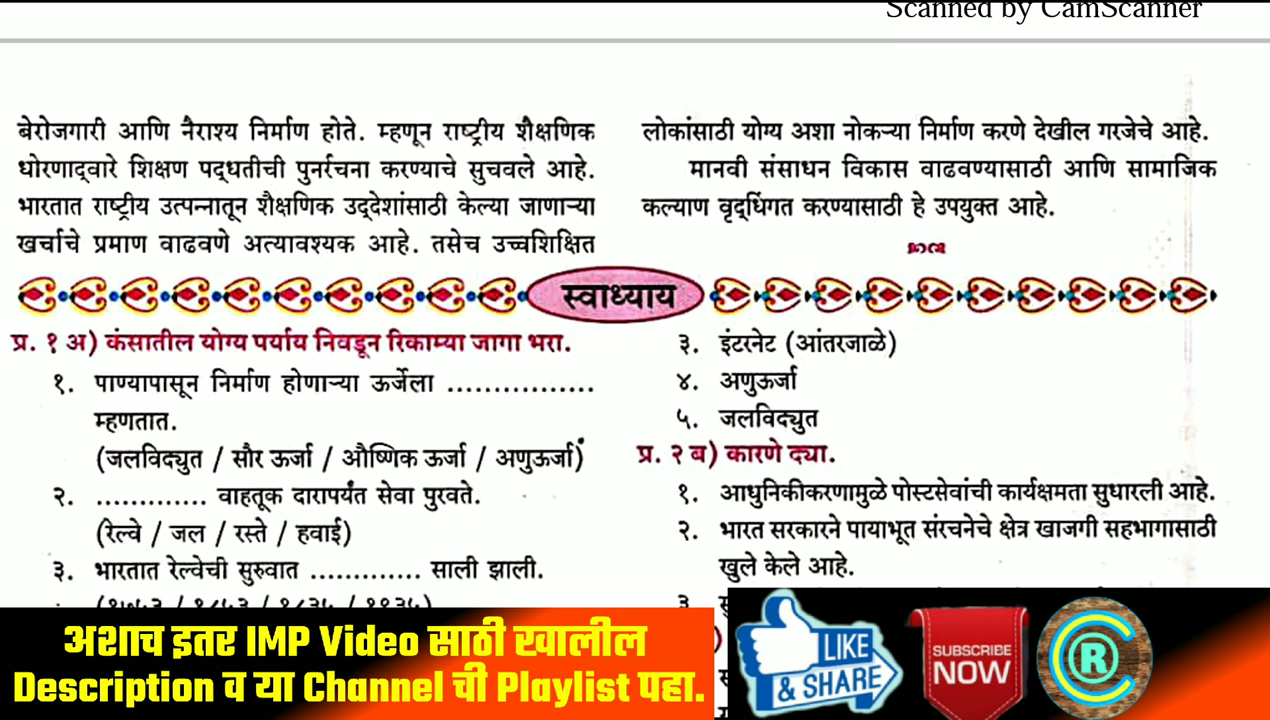 Scanned by CamScanner
बेरोजगारी आणि नैराश्य निर्माण होते. म्हणून राष्ट्रीय शैक्षणिक
धोरणाद्वारे शिक्षण पद्धतीची पुनर्रचना करण्याचे सुचवले आहे.
भारतात राष्ट्रीय उत्पन्नातून शैक्षणिक उद्देशांसाठी केल्या जाणाऱ्या
खर्चाचे प्रमाण वाढवणे अत्यावश्यक आहे. तसेच उच्चशिक्षित
लोकांसाठी योग्य अशा नोकऱ्या निर्माण करणे देखील गरजेचे आहे.
मानवी संसाधन विकास वाढवण्यासाठी आणि सामाजिक
कल्याण वृद्धिंगत करण्यासाठी हे उपयुक्त आहे.
स्वाध्याय
प्र. १ अ) कंसातील योग्य पर्याय निवडून रिकाम्या जागा भरा.
१. पाण्यापासून निर्माण होणाऱ्या ऊर्जेला ................
म्हणतात.
(जलविद्युत / सौर ऊर्जा / औष्णिक ऊर्जा / अणुऊर्जा)
२. ............. वाहतूक दारापर्यंत सेवा पुरवते.
(रेल्वे / जल / रस्ते / हवाई)
३. भारतात रेल्वेची सुरुवात ............. साली झाली.
३. इंटरनेट (आंतरजाळे)
४. अणुऊर्जा
५. जलविद्युत
प्र. २ ब) कारणे द्या.
१. आधुनिकीकरणामुळे पोस्टसेवांची कार्यक्षमता सुधारली आहे.
२. भारत सरकारने पायाभूत संरचनेचे क्षेत्र खाजगी सहभागासाठी
खुले केले आहे.
३
अशाच इतर IMP Video साठी खालील
Description व या Channel ची Playlist पहा.
LIKE
& SHARE
SUBSCRIBE
NOW
R